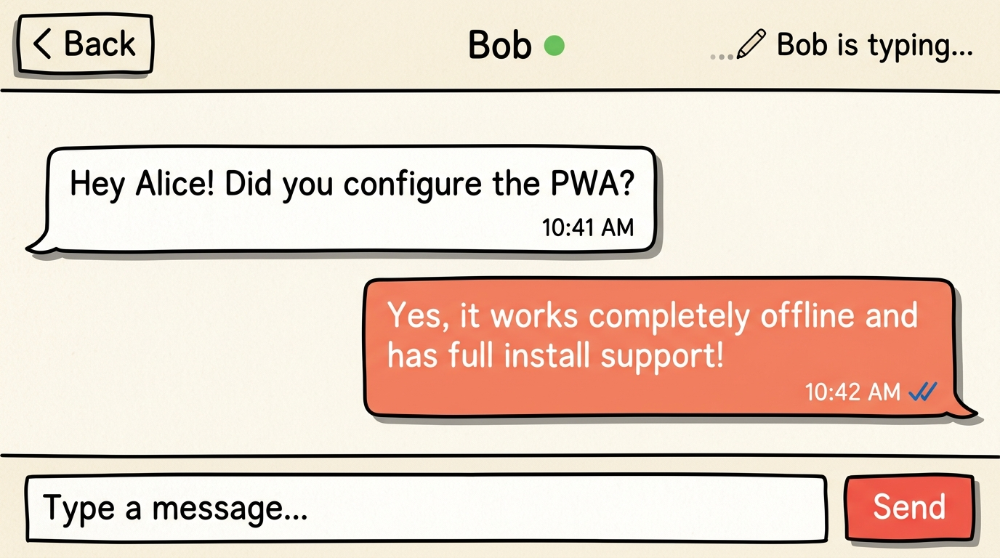 Back
Bob
Bob is typing...
Hey Alice! Did you configure the PWA?
10:41 AM
Yes, it works completely offline and
has full install support!
10:42 AM
Type a message...
Send